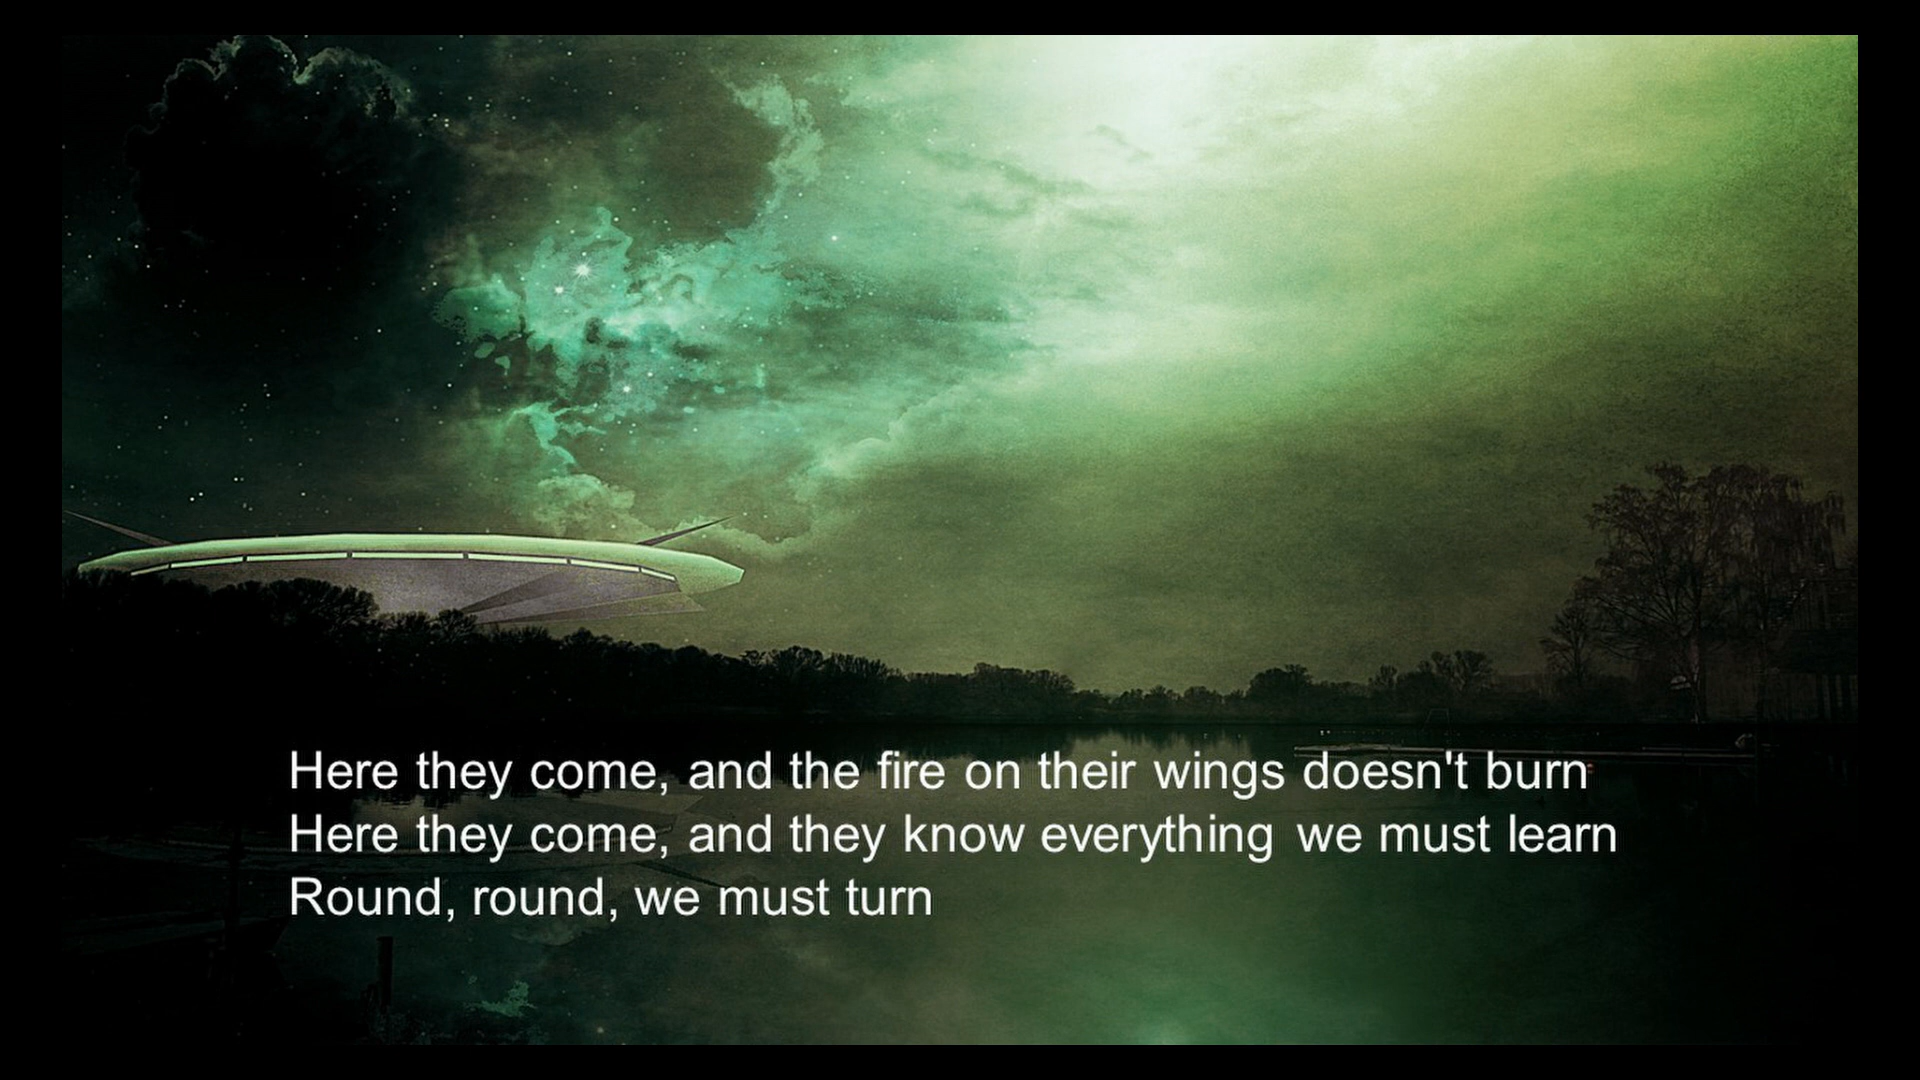 Here they come, and the fire on their wings doesn't burn
Here they come, and they know everything we must learn
Round, round, we must turn